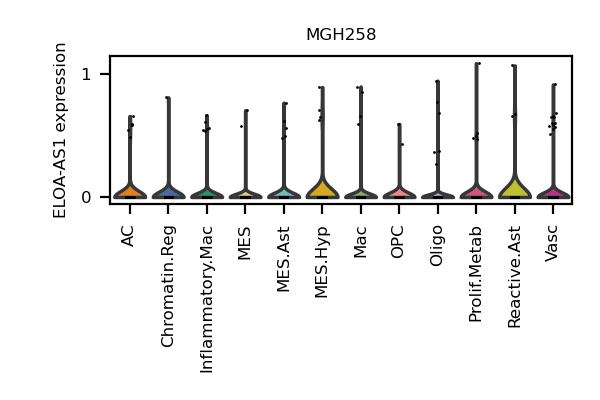 MGH258
ELOA-AS1 expression
1
0
AC
Chromatin.Reg
Inflammatory.Mac
MES
MES.Ast
MES.Hyp
Mac
OPC
Oligo
Prolif.Metab
Reactive.Ast
Vasc